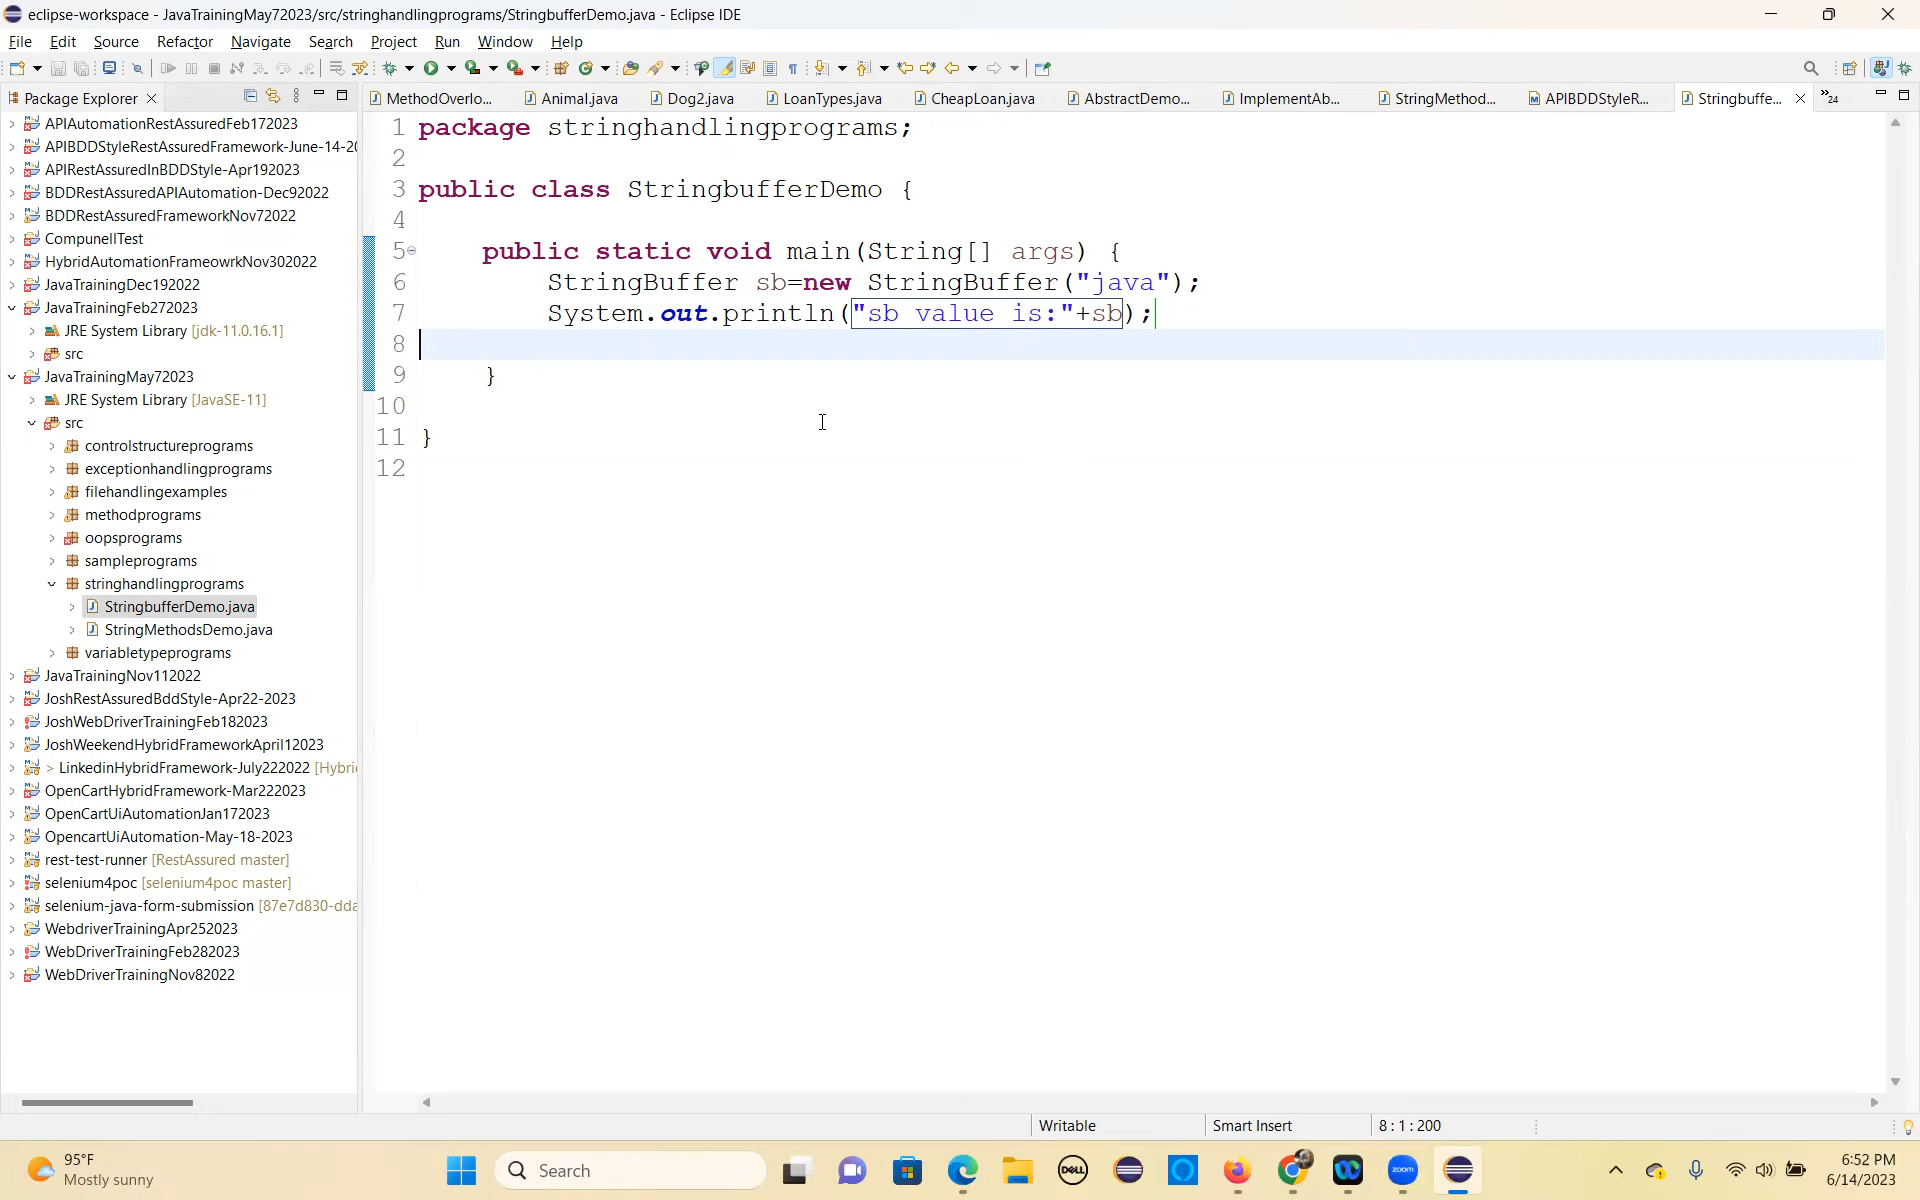 eclipse-workspace - JavaTrainingMay72023/src/stringhandlingprograms/StringbufferDemo.java - Eclipse IDE
File Edit Source Refactor Navigate Search Project Run Window Help
Package Explorer
MethodOverlo... Animal.java Dog2.java LoanTypes.java CheapLoan.java AbstractDemo... ImplementAb... StringMethod... APIBDDStyleR... Stringbuffe... »24
APIAutomationRestAssuredFeb172023
APIBDDStyleRestAssuredFramework-June-14-20
APIRestAssuredInBDDStyle-Apr192023
BDDRestAssuredAPIAutomation-Dec92022
BDDRestAssuredFrameworkNov72022
CompunellTest
HybridAutomationFrameowrkNov302022
JavaTrainingDec192022
JavaTrainingFeb272023
JRE System Library [jdk-11.0.16.1]
src
JavaTrainingMay72023
JRE System Library [JavaSE-11]
src
controlstructureprograms
exceptionhandlingprograms
filehandlingexamples
methodprograms
oopsprograms
sampleprograms
stringhandlingprograms
StringbufferDemo.java
StringMethodsDemo.java
variabletypeprograms
JavaTrainingNov112022
JoshRestAssuredBddStyle-Apr22-2023
JoshWebDriverTrainingFeb182023
JoshWeekendHybridFrameworkApril12023
> LinkedinHybridFramework-July222022 [Hybri
OpenCartHybridFramework-Mar222023
OpenCartUiAutomationJan172023
OpencartUiAutomation-May-18-2023
rest-test-runner [RestAssured master]
selenium4poc [selenium4poc master]
selenium-java-form-submission [87e7d830-dda
WebdriverTrainingApr252023
WebDriverTrainingFeb282023
WebDriverTrainingNov82022
1 package stringhandlingprograms;
2
3 public class StringbufferDemo {
4
5 public static void main(String[] args) {
6 StringBuffer sb=new StringBuffer("java");
7 System.out.println("sb value is:"+sb);
8
9 }
10
11 }
12
Writable Smart Insert 8 : 1 : 200
95°F
Mostly sunny
Search
DELL
zoom
6:52 PM
6/14/2023